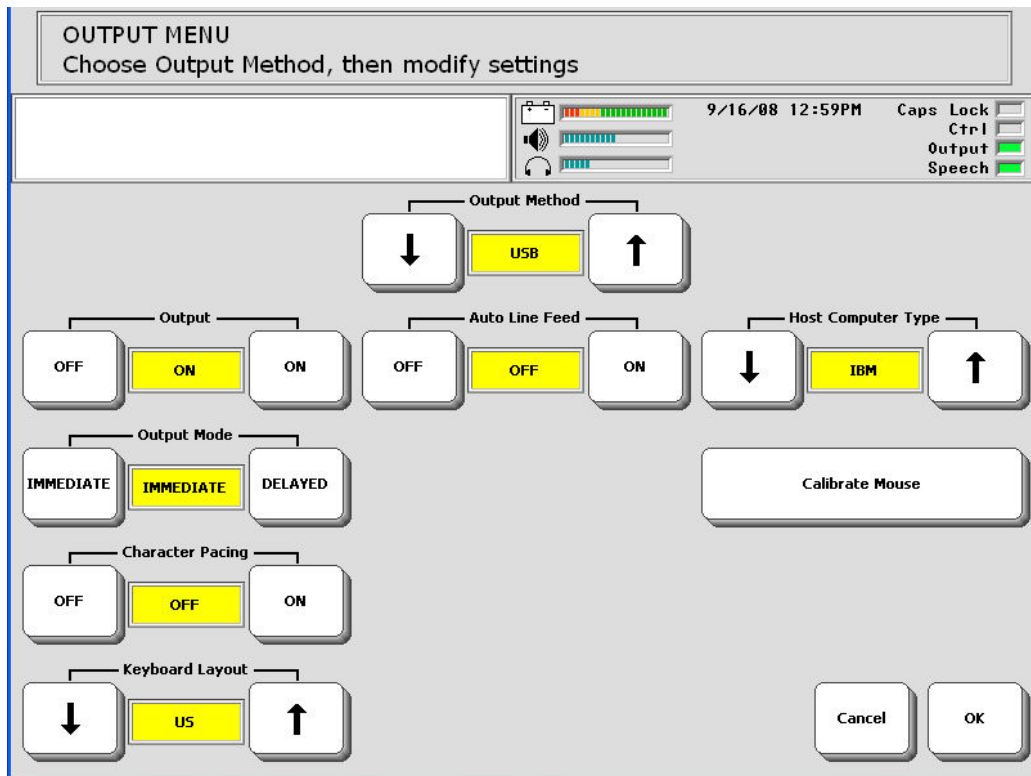 OUTPUT MENU
Choose Output Method, then modify settings
9/16/08 12:59PM
Caps Lock
Ctrl
Output
Speech
Output Method
USB
Output
OFF
ON
ON
Auto Line Feed
OFF
OFF
ON
Host Computer Type
IBM
Output Mode
IMMEDIATE
IMMEDIATE
DELAYED
Calibrate Mouse
Character Pacing
OFF
OFF
ON
Keyboard Layout
US
Cancel
OK